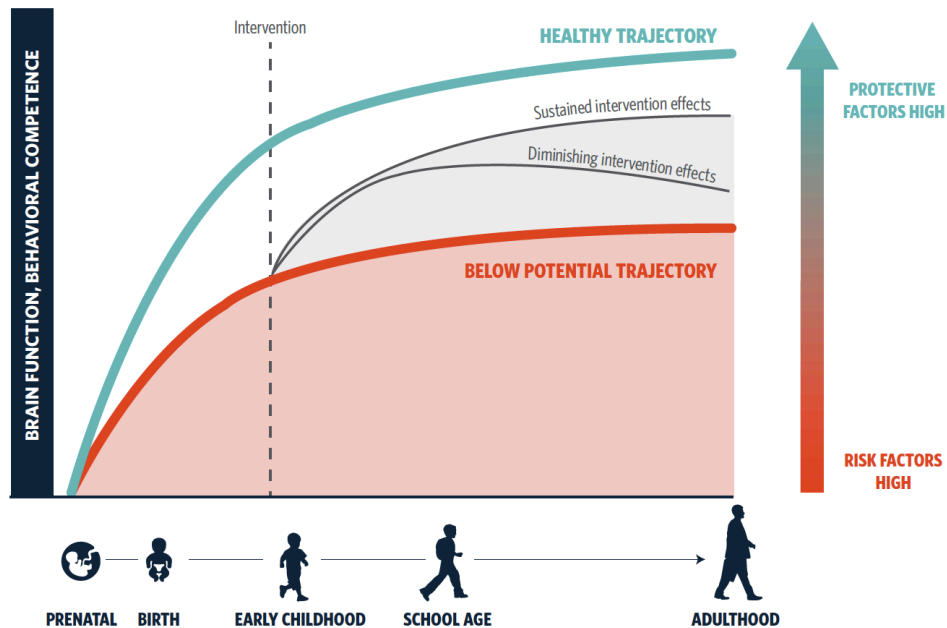 BRAIN FUNCTION, BEHAVIORAL COMPETENCE
Intervention
HEALTHY TRAJECTORY
Sustained intervention effects
Diminishing intervention effects
BELOW POTENTIAL TRAJECTORY
PROTECTIVE
FACTORS HIGH
RISK FACTORS
HIGH
PRENATAL
BIRTH
EARLY CHILDHOOD
SCHOOL AGE
ADULTHOOD